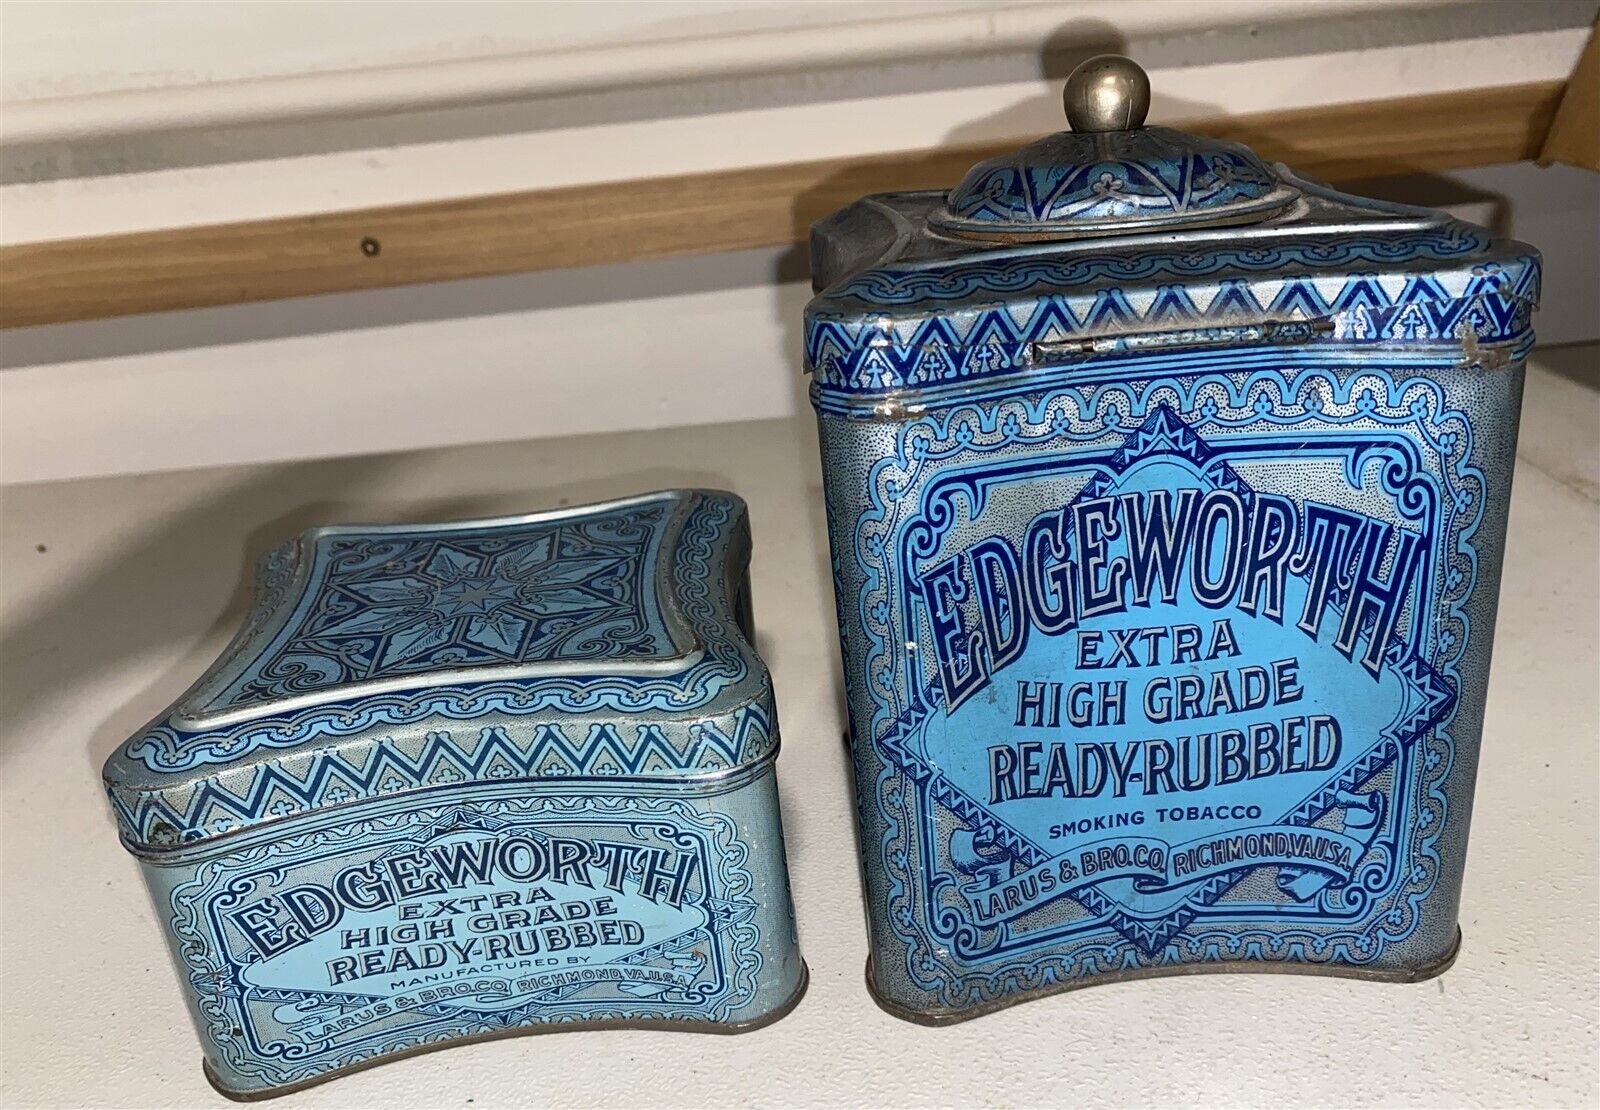 EDGEWORTH
EXTRA
HIGH GRADE
READY-RUBBED
MANUFACTURED BY
LARUS & BRO. CO. RICHMOND, VA. U.S.A.
EDGEWORTH
EXTRA
HIGH GRADE
READY-RUBBED
SMOKING TOBACCO
LARUS & BRO. CO. RICHMOND, VA. U.S.A.